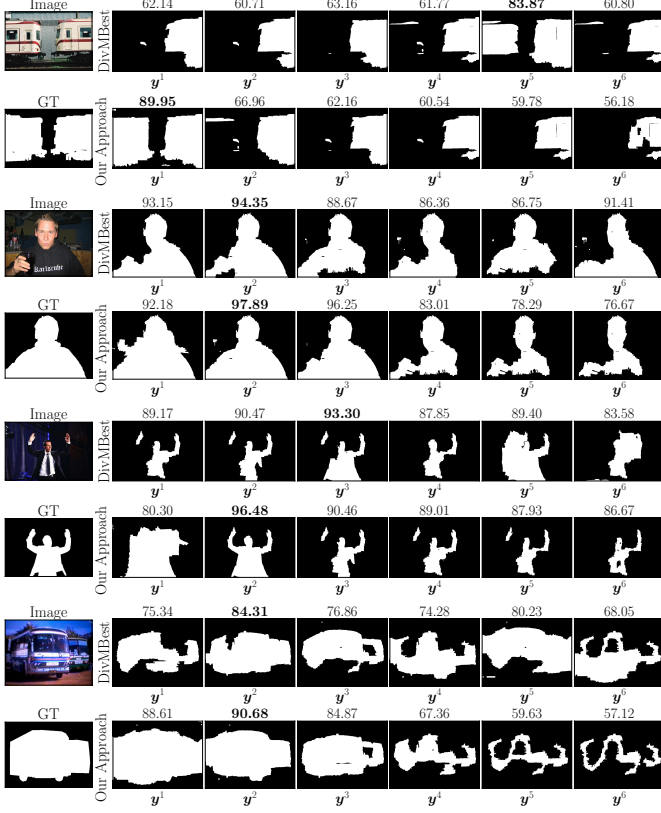 Image 62.14 60.71 63.16 61.77 83.87 60.80
DivMBest
y1 y2 y3 y4 y5 y6
GT 89.95 66.96 62.16 60.54 59.78 56.18
Our Approach
y1 y2 y3 y4 y5 y6
Image 93.15 94.35 88.67 86.36 86.75 91.41
DivMBest
Karlsruhe
y1 y2 y3 y4 y5 y6
GT 92.18 97.89 96.25 83.01 78.29 76.67
Our Approach
y1 y2 y3 y4 y5 y6
Image 89.17 90.47 93.30 87.85 89.40 83.58
DivMBest
y1 y2 y3 y4 y5 y6
GT 80.30 96.48 90.46 89.01 87.93 86.67
Our Approach
y1 y2 y3 y4 y5 y6
Image 75.34 84.31 76.86 74.28 80.23 68.05
DivMBest
y1 y2 y3 y4 y5 y6
GT 88.61 90.68 84.87 67.36 59.63 57.12
Our Approach
y1 y2 y3 y4 y5 y6